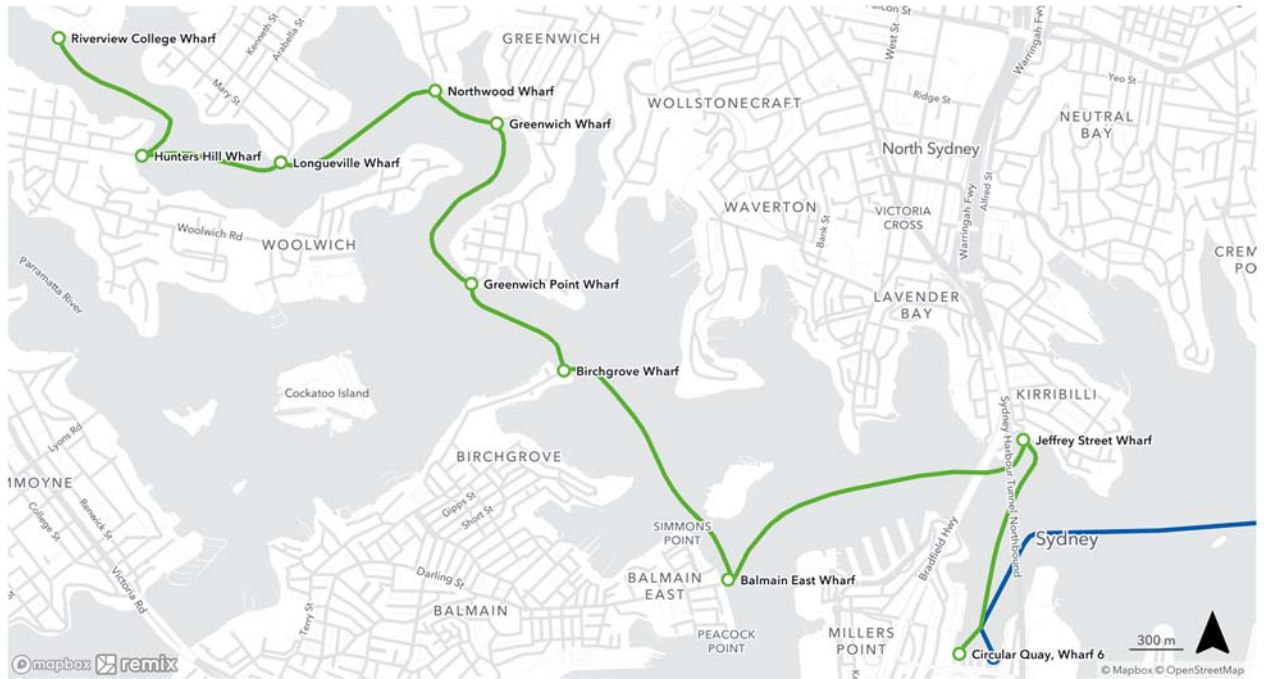 Riverview College Wharf
Kenneth St
Arabella St
Mary St
GREENWICH
Northwood Wharf
Greenwich Wharf
Hunters Hill Wharf
Longueville Wharf
West St
Warringah Fwy
Ridge St
Yeo St
WOLLSTONECRAFT
North Sydney
NEUTRAL
BAY
Alfred St
Warringah Fwy
Woolwich Rd
WOOLWICH
WAVERTON
Bank St
VICTORIA
CROSS
Parramatta River
Greenwich Point Wharf
LAVENDER
BAY
Birchgrove Wharf
Cockatoo Island
KIRRIBILLI
Sydney Harbour Tunnel Northbound
Jeffrey Street Wharf
Lyons Rd
BIRCHGROVE
MMOYNE
College St
Renwick St
Gipps St
Short St
SIMMONS
POINT
Bradfield Hwy
Sydney
Victoria Rd
Darling St
BALMAIN
EAST
Balmain East Wharf
Terry St
BALMAIN
PEACOCK
POINT
MILLERS
POINT
Circular Quay, Wharf 6
300 m
mapbox remix
© Mapbox © OpenStreetMap